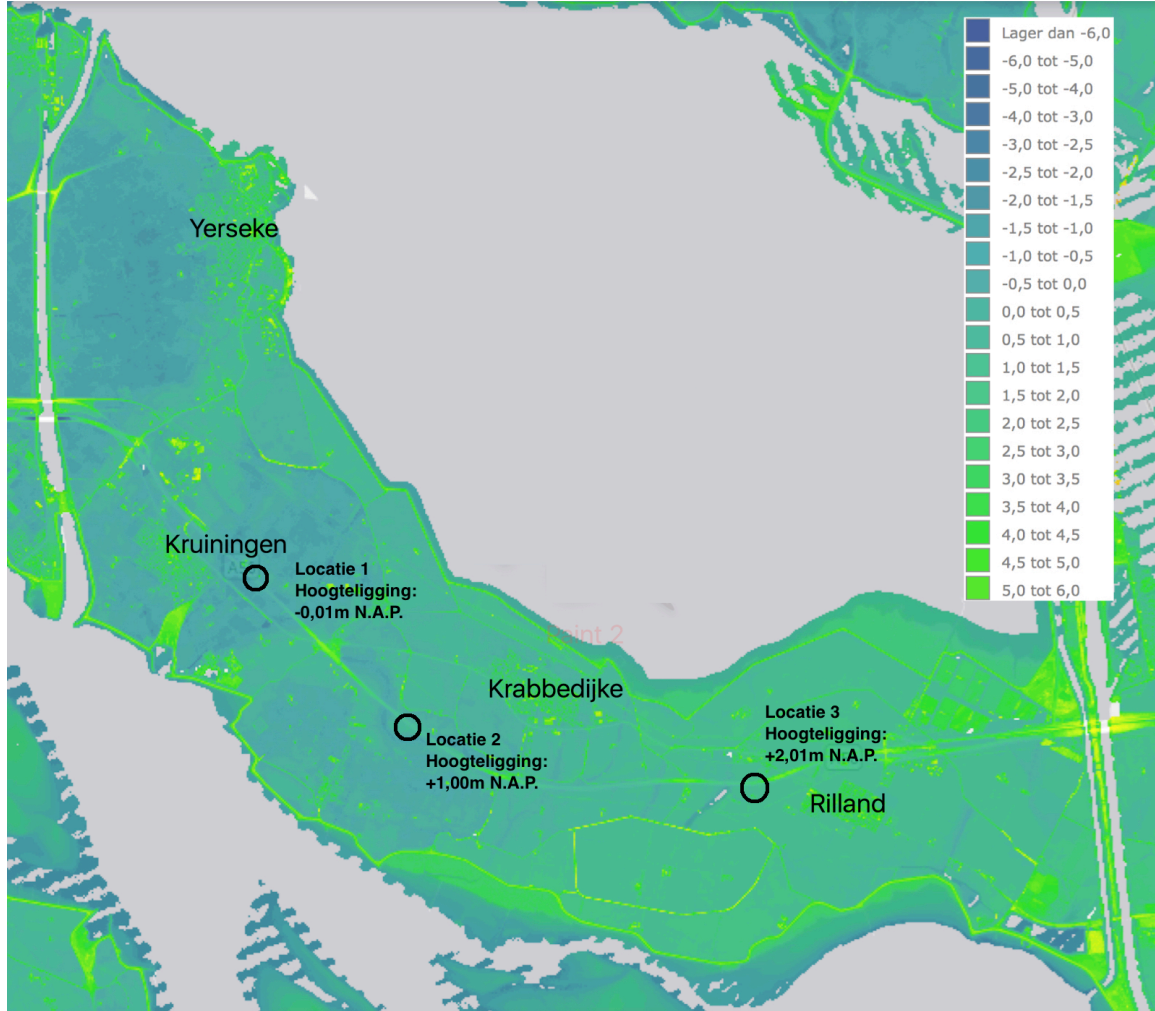 Lager dan -6,0
-6,0 tot -5,0
-5,0 tot -4,0
-4,0 tot -3,0
-3,0 tot -2,5
-2,5 tot -2,0
-2,0 tot -1,5
-1,5 tot -1,0
-1,0 tot -0,5
-0,5 tot 0,0
0,0 tot 0,5
0,5 tot 1,0
1,0 tot 1,5
1,5 tot 2,0
2,0 tot 2,5
2,5 tot 3,0
3,0 tot 3,5
3,5 tot 4,0
4,0 tot 4,5
4,5 tot 5,0
5,0 tot 6,0
Yerseke
Kruiningen
Locatie 1
Hoogteligging:
-0,01m N.A.P.
point 2
Krabbedijke
Locatie 2
Hoogteligging:
+1,00m N.A.P.
Locatie 3
Hoogteligging:
+2,01m N.A.P.
Rilland